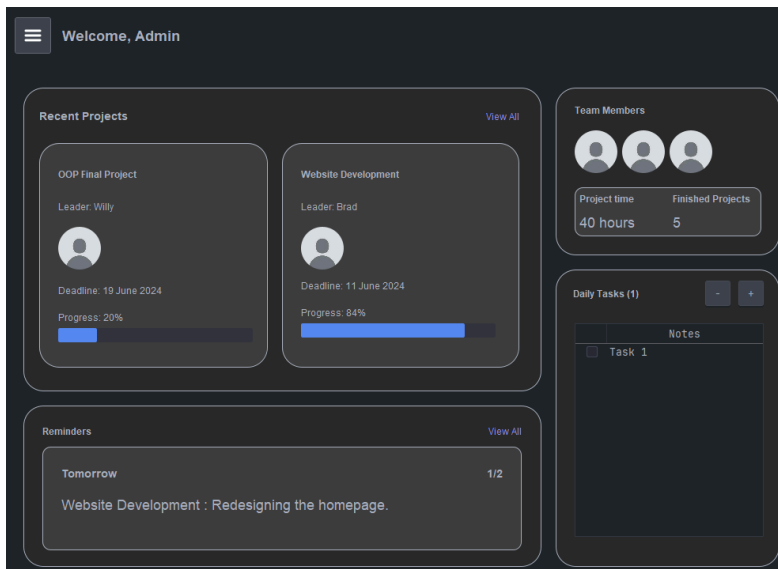 Welcome, Admin
Recent Projects
View All
OOP Final Project
Leader: Willy
Deadline: 19 June 2024
Progress: 20%
Website Development
Leader: Brad
Deadline: 11 June 2024
Progress: 84%
Team Members
Project time
Finished Projects
40 hours
5
Daily Tasks (1)
-
+
Notes
Task 1
Reminders
View All
Tomorrow
1/2
Website Development : Redesigning the homepage.